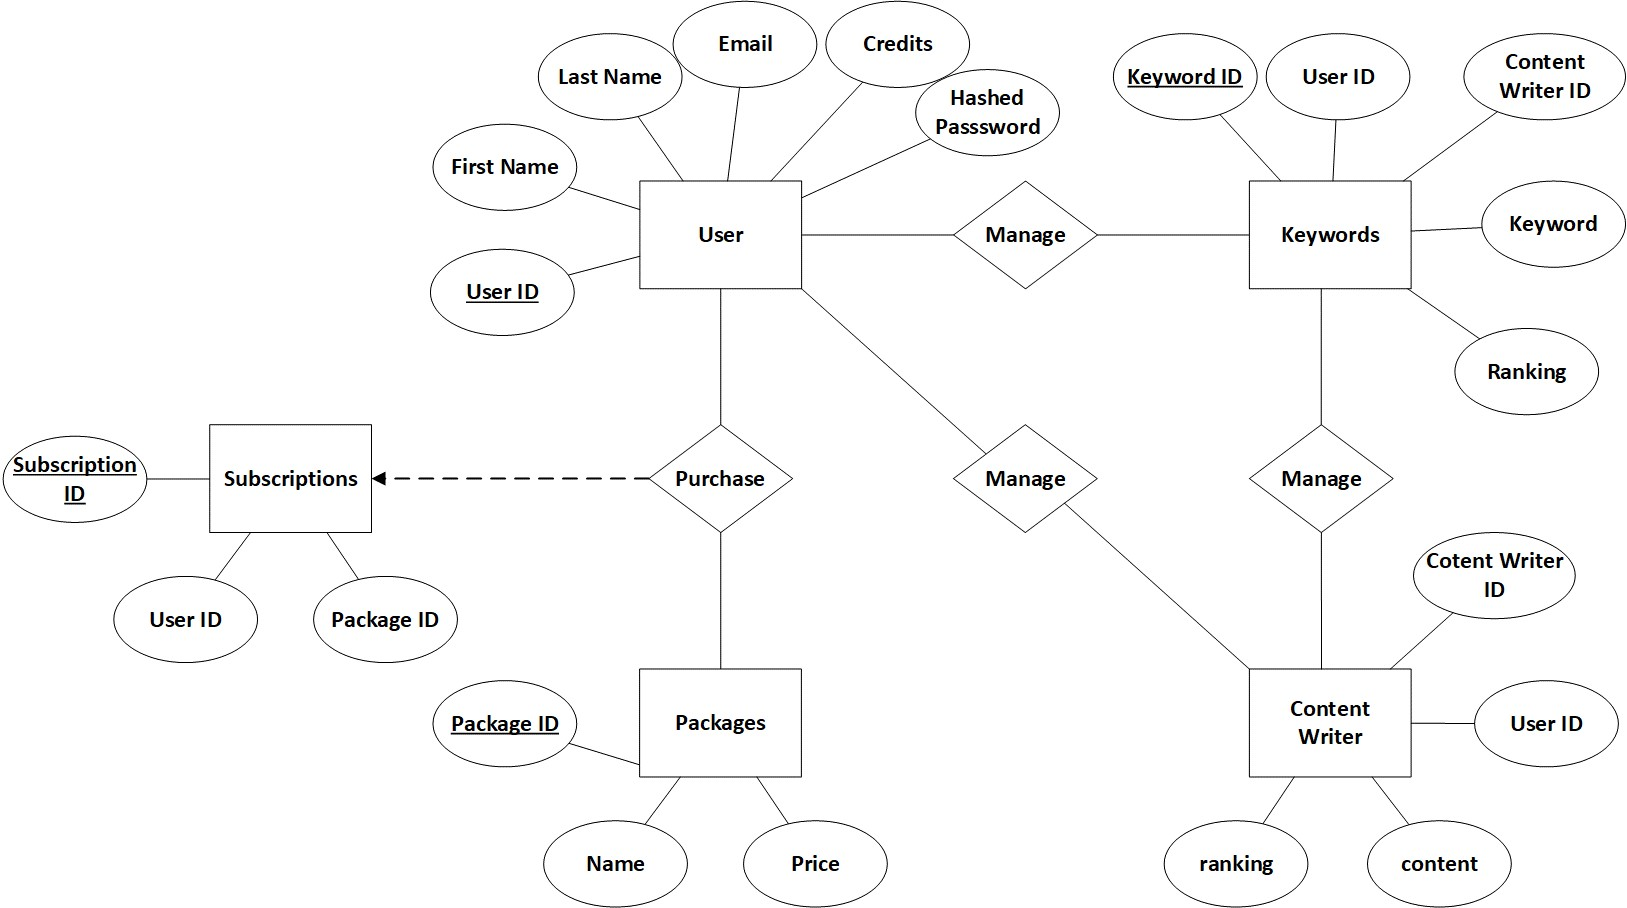 Email
Credits
Last Name
Keyword ID
User ID
Content
Writer ID
Hashed
Passsword
First Name
User
Manage
Keywords
Keyword
User ID
Ranking
Subscription
ID
Subscriptions
Purchase
Manage
Manage
Cotent Writer
ID
User ID
Package ID
Package ID
Packages
Content
Writer
User ID
Name
Price
ranking
content